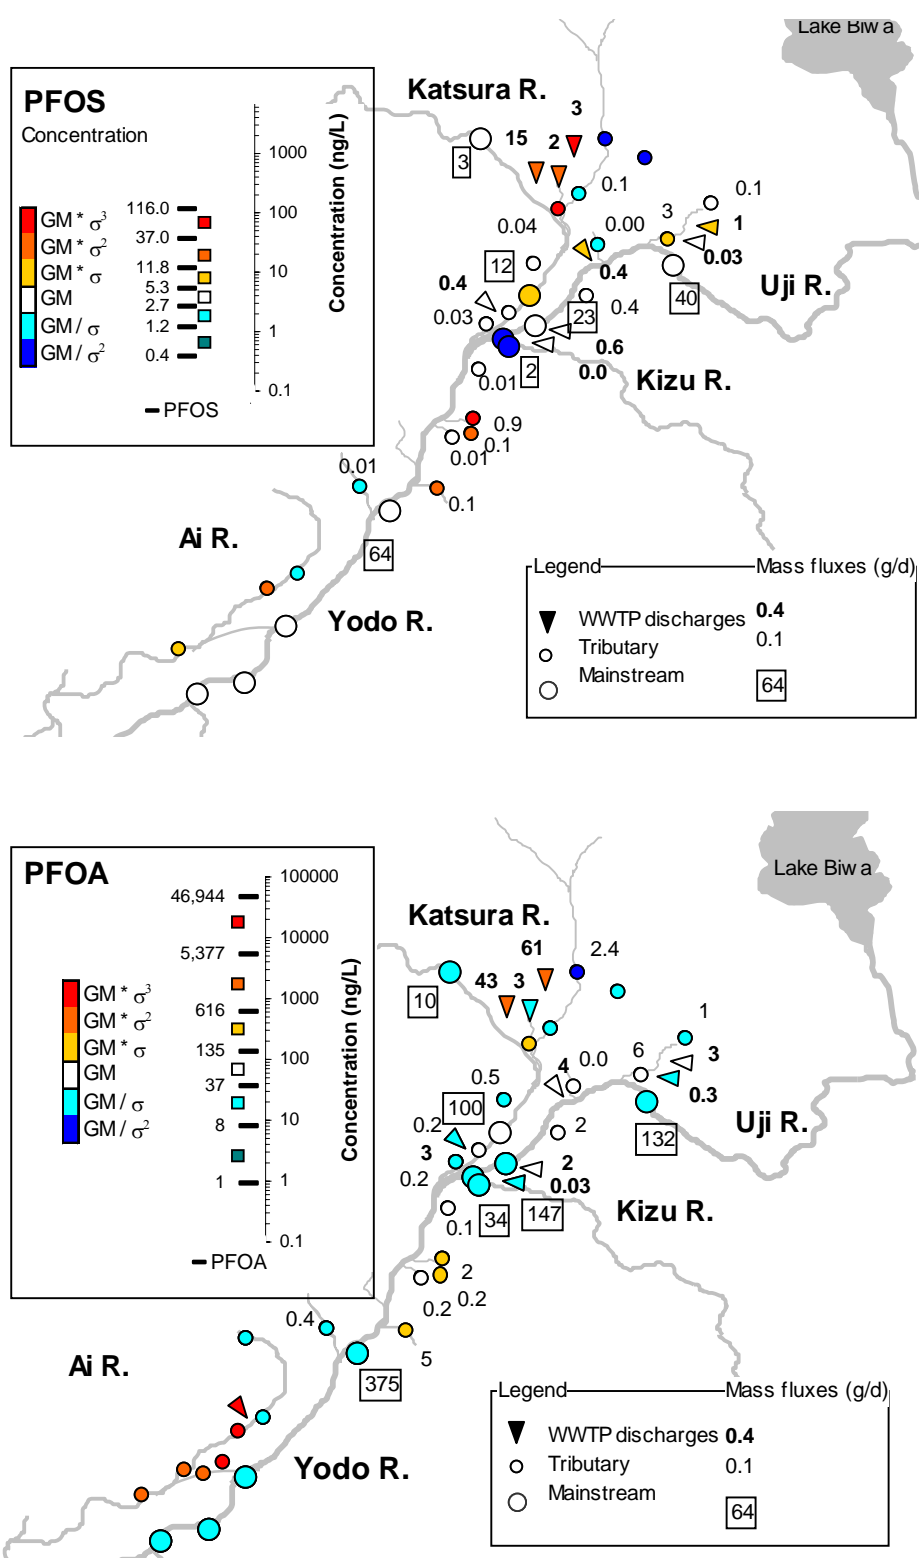 Lake Biwa
Katsura R.
PFOS
Concentration
Concentration (ng/L)
1000
100
10
1
0.1
116.0
37.0
11.8
5.3
2.7
1.2
0.4
GM * σ3
GM * σ2
GM * σ
GM
GM / σ
GM / σ2
PFOS
3
15
2
3
0.1
0.1
0.04
0.00
3
1
0.03
12
0.4
0.4
Uji R.
40
0.03
0.4
23
0.6
2
0.0
Kizu R.
0.01
0.9
0.1
0.01
0.01
0.1
Ai R.
64
Yodo R.
Legend
Mass fluxes (g/d)
WWTP discharges
0.4
Tributary
0.1
Mainstream
64
PFOA
Lake Biwa
100000
10000
1000
100
10
1
0.1
Concentration (ng/L)
46,944
5,377
616
135
37
8
1
GM * σ3
GM * σ2
GM * σ
GM
GM / σ
GM / σ2
PFOA
Katsura R.
61
2.4
43
3
10
1
4
0.0
6
3
0.5
0.3
100
0.2
2
132
Uji R.
3
0.2
2
0.03
34
147
Kizu R.
0.1
2
0.2
0.2
0.4
5
Ai R.
375
Yodo R.
Legend
Mass fluxes (g/d)
WWTP discharges
0.4
Tributary
0.1
Mainstream
64